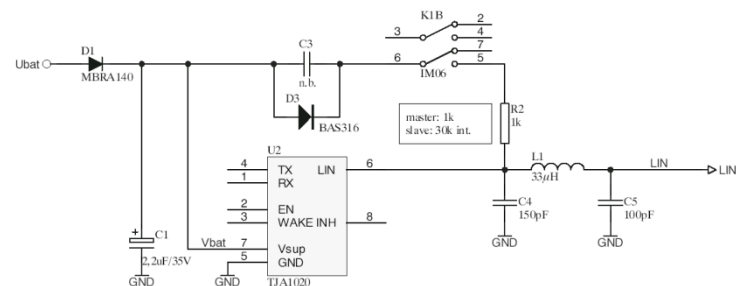 K1B
3
2
4
7
6
5
IM06
D1
Ubat
MBRA140
C3
n.b.
D3
BAS316
R2
1k
master: 1k
slave: 30k int.
U2
4 TX LIN 6
1 RX
2 EN
3 WAKE INH 8
Vbat 7 Vsup
5 GND
TJA1020
GND
L1
33µH
LIN
LIN
C4
150pF
GND
C5
100pF
GND
+
C1
2,2uF/35V
GND